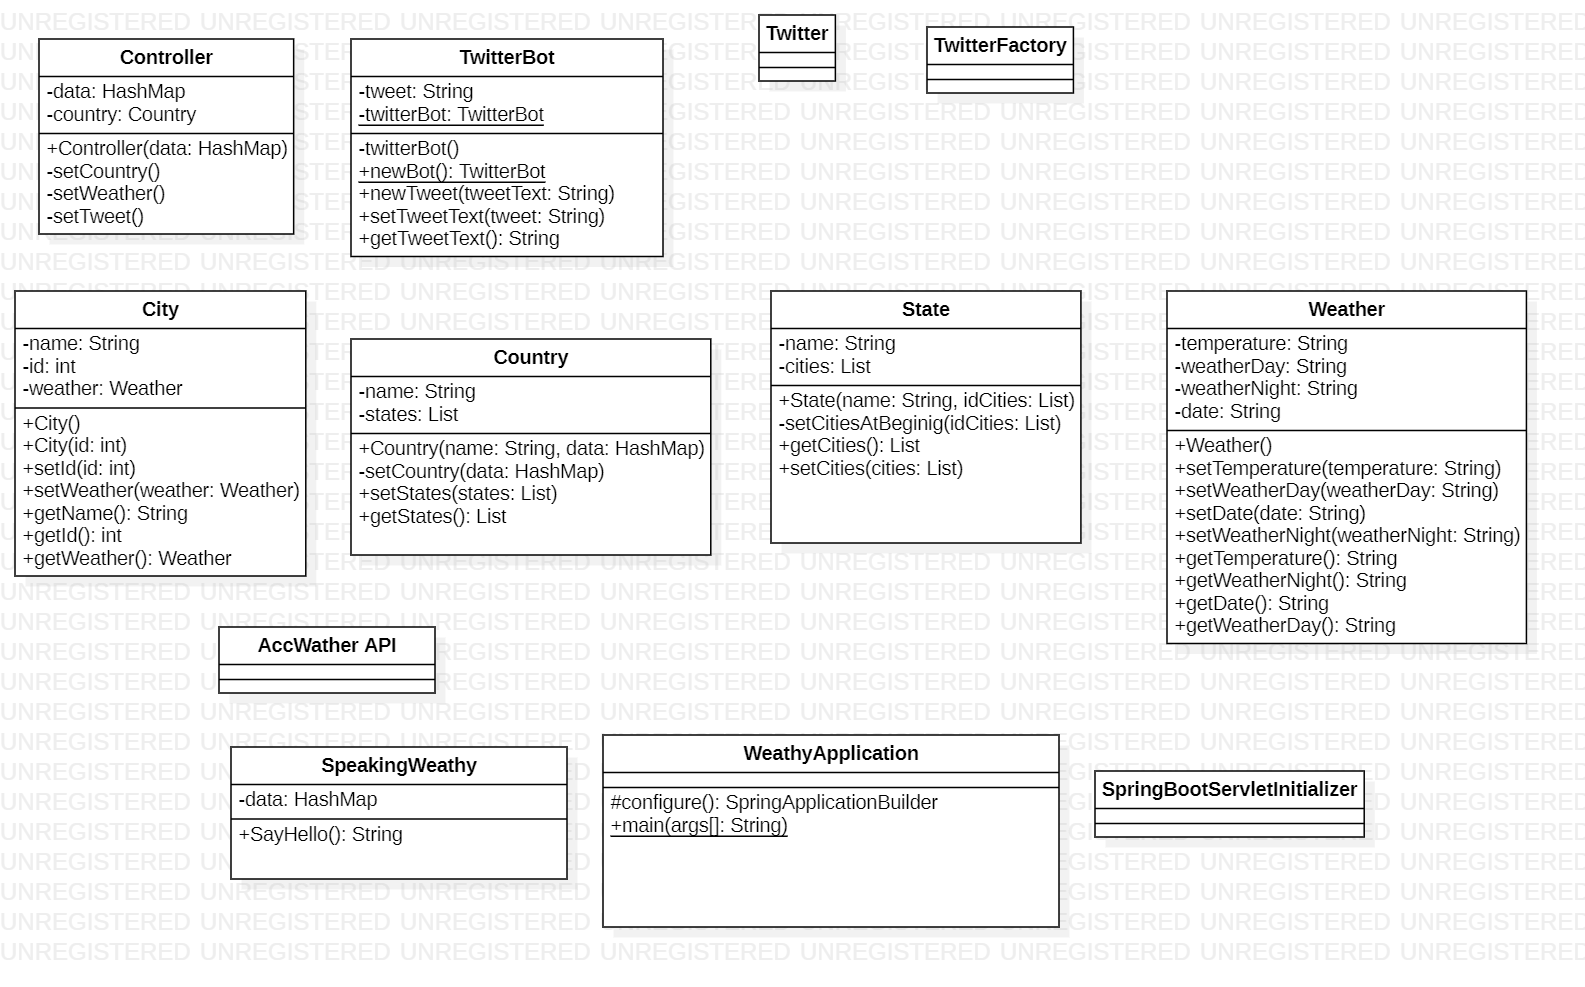 Controller
-data: HashMap
-country: Country
+Controller(data: HashMap)
-setCountry()
-setWeather()
-setTweet()
TwitterBot
-tweet: String
-twitterBot: TwitterBot
-twitterBot()
+newBot(): TwitterBot
+newTweet(tweetText: String)
+setTweetText(tweet: String)
+getTweetText(): String
Twitter
TwitterFactory
City
-name: String
-id: int
-weather: Weather
+City()
+City(id: int)
+setId(id: int)
+setWeather(weather: Weather)
+getName(): String
+getId(): int
+getWeather(): Weather
Country
-name: String
-states: List
+Country(name: String, data: HashMap)
-setCountry(data: HashMap)
+setStates(states: List)
+getStates(): List
State
-name: String
-cities: List
+State(name: String, idCities: List)
-setCitiesAtBeginig(idCities: List)
+getCities(): List
+setCities(cities: List)
Weather
-temperature: String
-weatherDay: String
-weatherNight: String
-date: String
+Weather()
+setTemperature(temperature: String)
+setWeatherDay(weatherDay: String)
+setDate(date: String)
+setWeatherNight(weatherNight: String)
+getTemperature(): String
+getWeatherNight(): String
+getDate(): String
+getWeatherDay(): String
AccWather API
SpeakingWeathy
-data: HashMap
+SayHello(): String
WeathyApplication
#configure(): SpringApplicationBuilder
+main(args[]: String)
SpringBootServletInitializer
UNREGISTERED